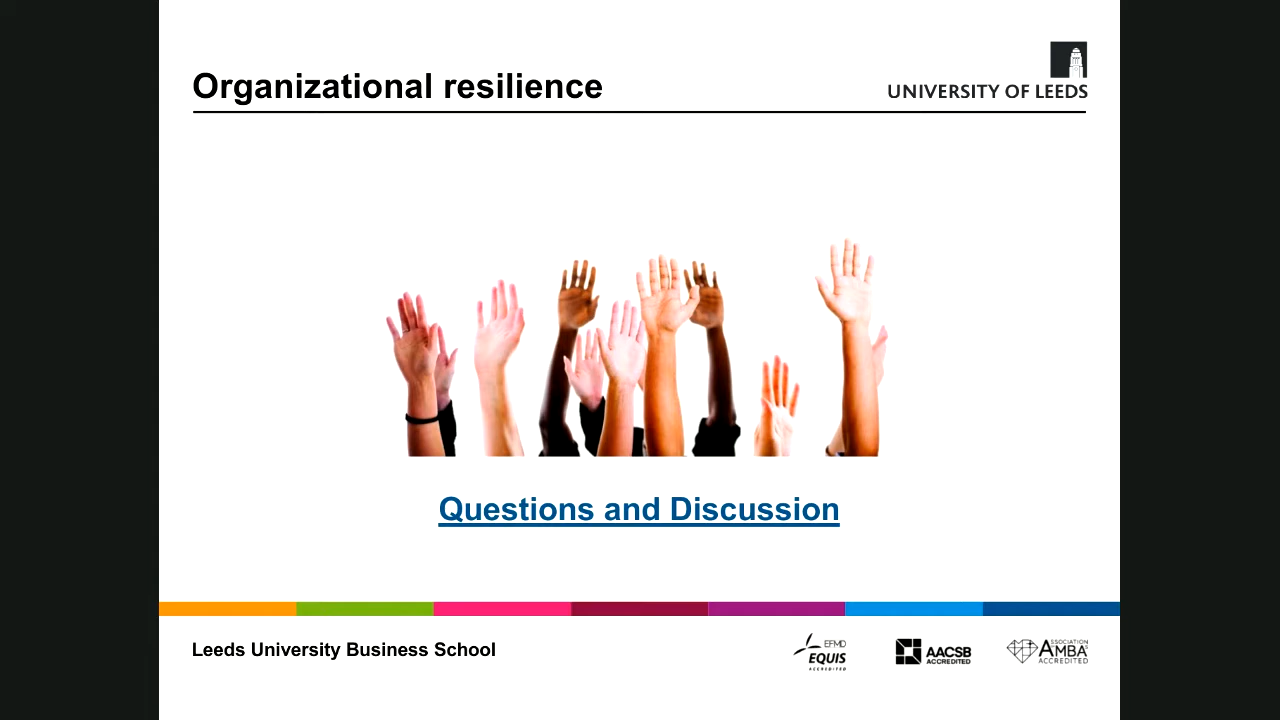 Organizational resilience
UNIVERSITY OF LEEDS
Questions and Discussion
Leeds University Business School
EFMD
EQUIS
ACCREDITED
AACSB
ACCREDITED
ASSOCIATION
AMBA
ACCREDITED